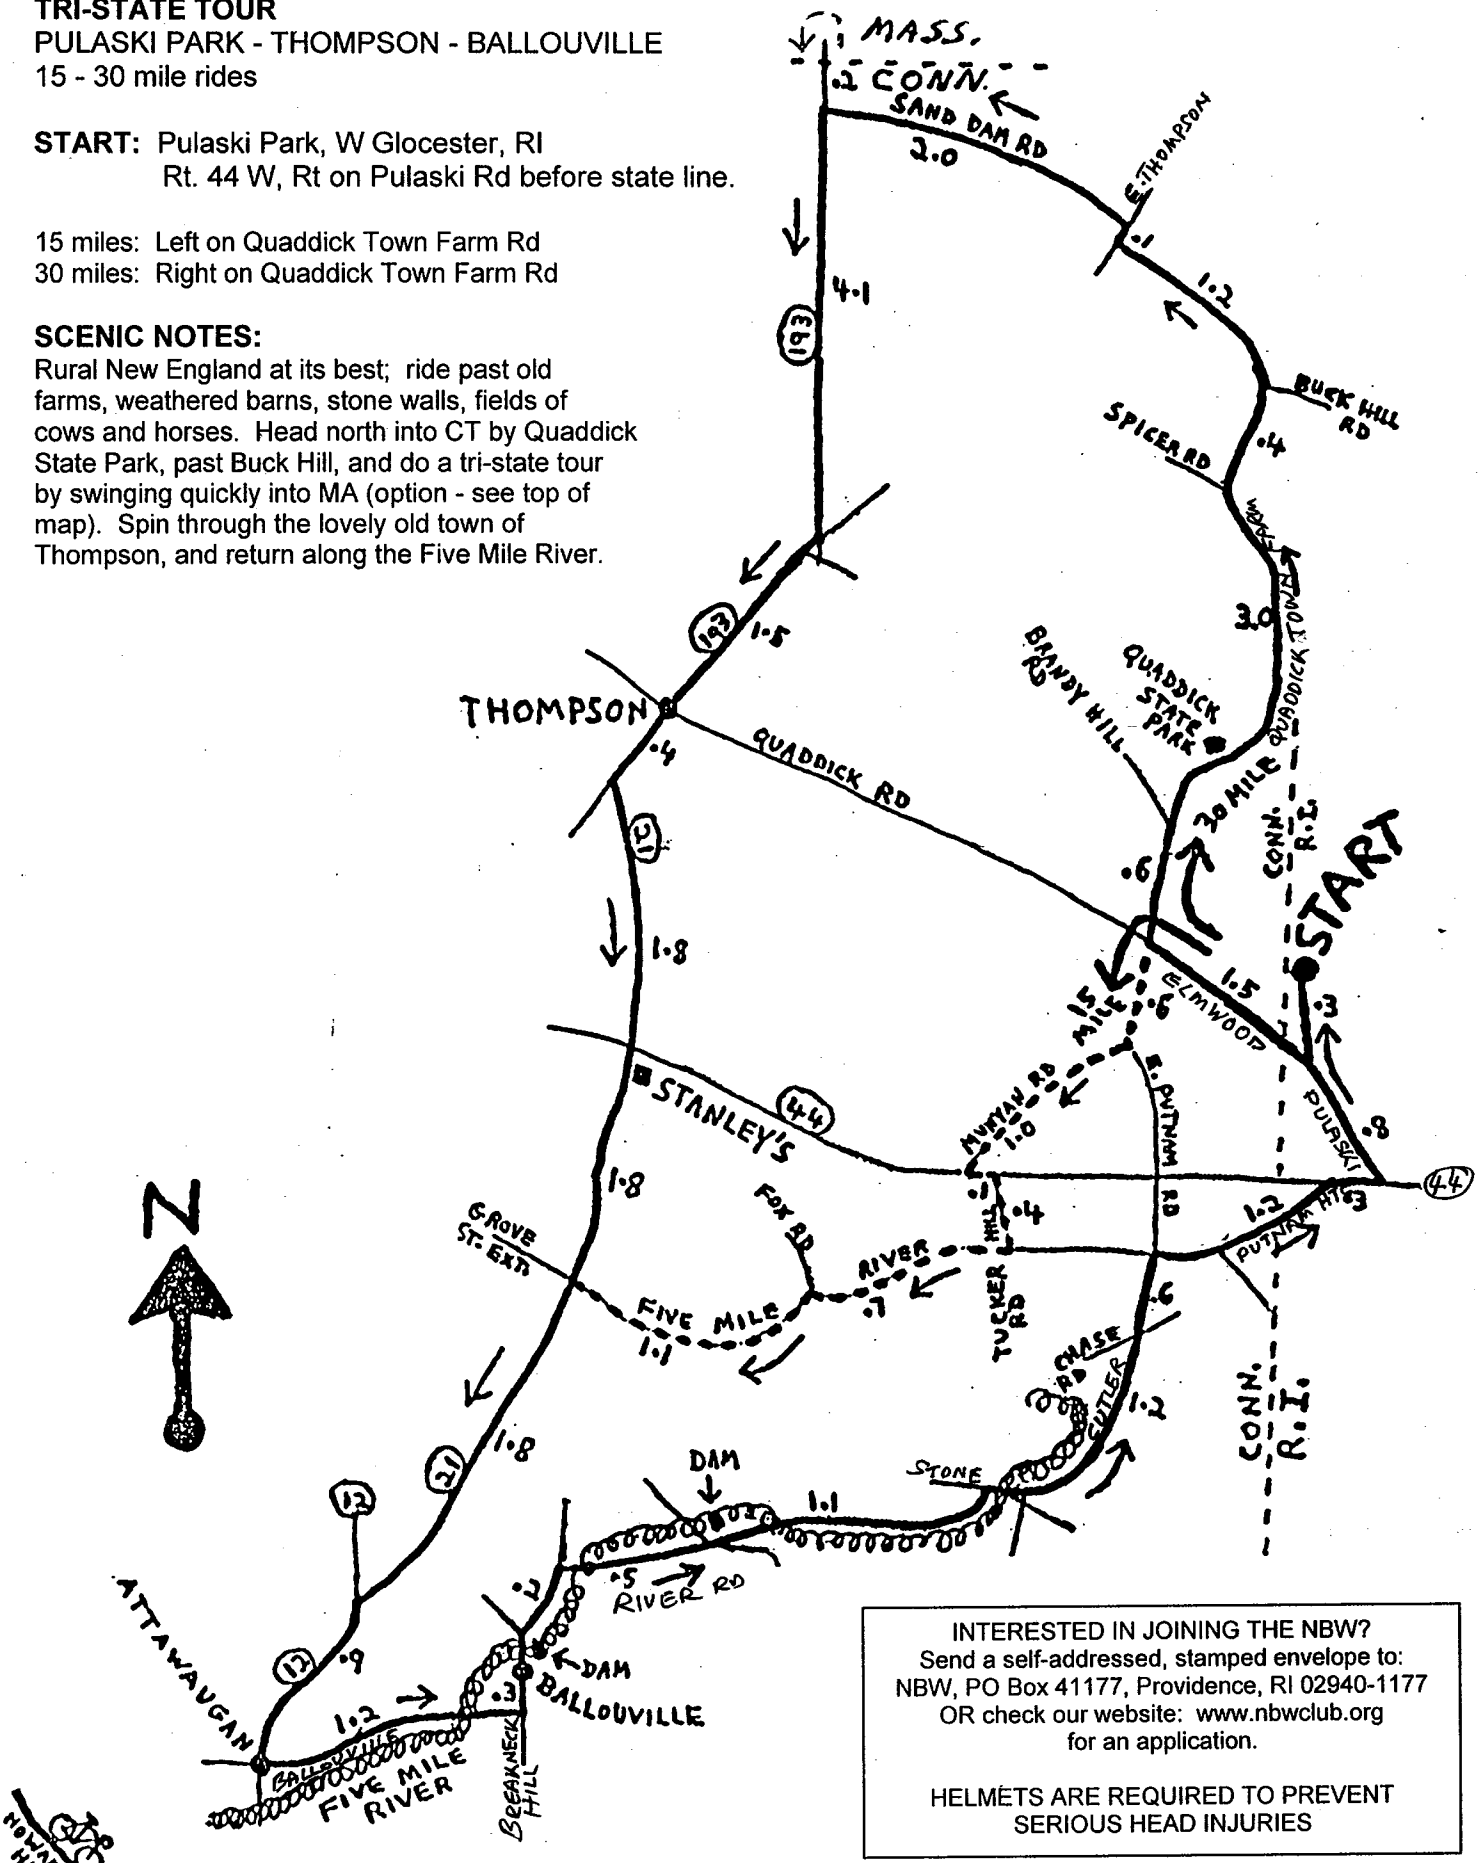 TRI-STATE TOUR
PULASKI PARK - THOMPSON - BALLOUVILLE
15 - 30 mile rides
START: Pulaski Park, W Glocester, RI
Rt. 44 W, Rt on Pulaski Rd before state line.
15 miles: Left on Quaddick Town Farm Rd
30 miles: Right on Quaddick Town Farm Rd
SCENIC NOTES:
Rural New England at its best; ride past old
farms, weathered barns, stone walls, fields of
cows and horses. Head north into CT by Quaddick
State Park, past Buck Hill, and do a tri-state tour
by swinging quickly into MA (option - see top of
map). Spin through the lovely old town of
Thompson, and return along the Five Mile River.
MASS.
.2 CONN.
SAND DAM RD
2.0
E. THOMPSON
.1
1.2
4.1
193
BUCK HILL
RD
SPICER RD
.4
QUADDICK TOWN FARM
3.0
193
1.5
BRANDY HILL
RD
QUADDICK
STATE
PARK
THOMPSON
.4
QUADDICK RD
30 MILE
CONN.
R.I.
START
21
.6
1.8
15
MILE
.6
ELMWOOD
1.5
.3
STANLEY'S
44
MUNYAN RD
1.0
E. PUTNAM RD
PULASKI
.8
44
N
1.8
.1
.4
1.2
PUTNAM HTS
.3
GROVE
ST. EXT.
FOX RD
RIVER
.7
TUCKER HILL
RD
FIVE MILE
1.1
.6
CHASE
RD
CUTLER
1.2
CONN.
R.I.
1.8
21
12
DAM
STONE
1.1
.5
RIVER RD
.2
ATTAWAUGAN
12
.9
DAM
BALLOUVILLE
.3
1.2
BALLOUVILLE
FIVE MILE
RIVER
BREAKNECK
HILL
INTERESTED IN JOINING THE NBW?
Send a self-addressed, stamped envelope to:
NBW, PO Box 41177, Providence, RI 02940-1177
OR check our website: www.nbwclub.org
for an application.
HELMETS ARE REQUIRED TO PREVENT
SERIOUS HEAD INJURIES